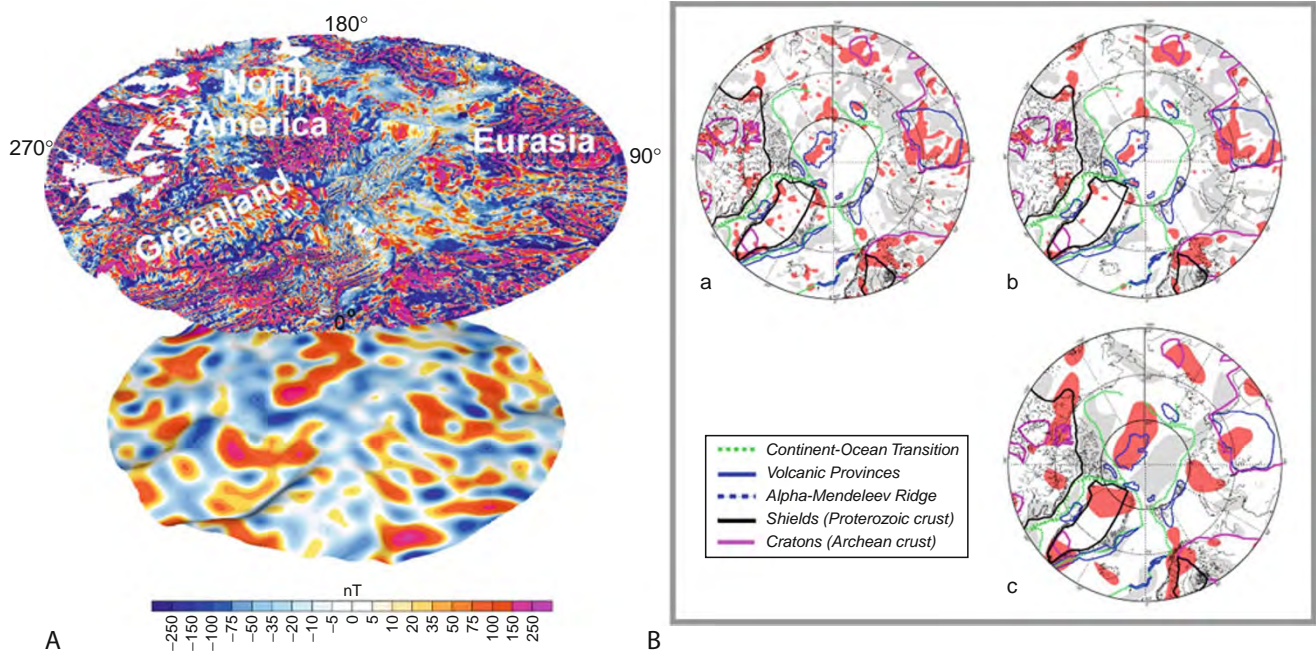 180°
North
America
Eurasia
270°
90°
Greenland
0°
nT
−250
−150
−100
−75
−50
−35
−20
−10
−5
0
5
10
20
35
50
75
100
150
250
A
a
b
c
Continent-Ocean Transition
Volcanic Provinces
Alpha-Mendeleev Ridge
Shields (Proterozoic crust)
Cratons (Archean crust)
B